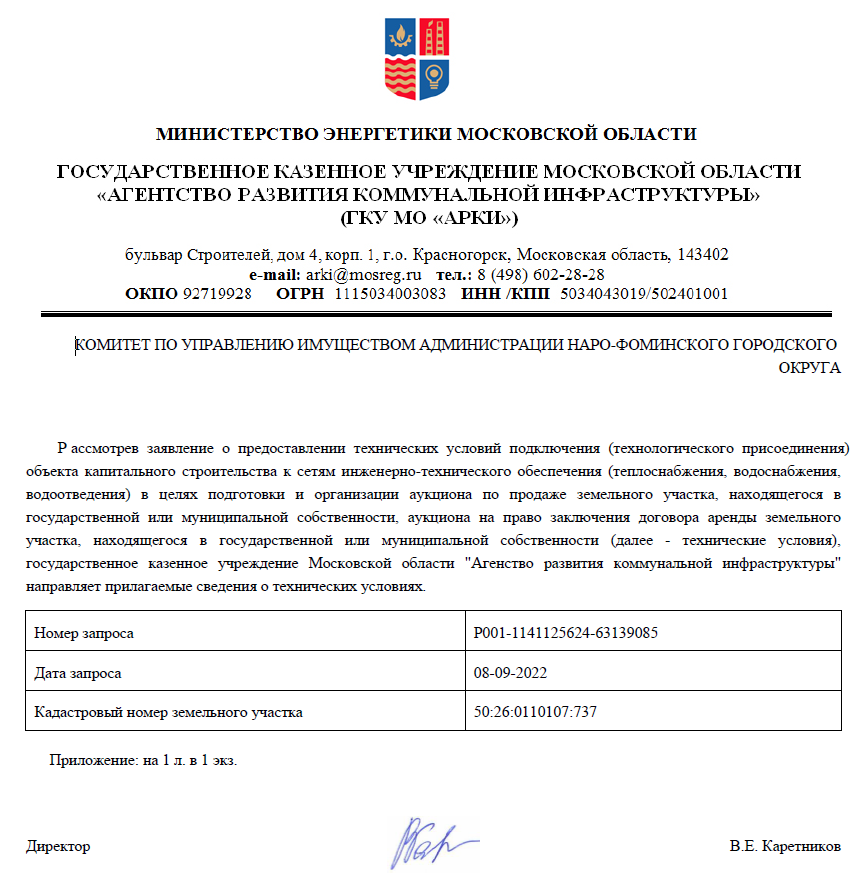 МИНИСТЕРСТВО ЭНЕРГЕТИКИ МОСКОВСКОЙ ОБЛАСТИ
ГОСУДАРСТВЕННОЕ КАЗЕННОЕ УЧРЕЖДЕНИЕ МОСКОВСКОЙ ОБЛАСТИ
«АГЕНТСТВО РАЗВИТИЯ КОММУНАЛЬНОЙ ИНФРАСТРУКТУРЫ»
(ГКУ МО «АРКИ»)
бульвар Строителей, дом 4, корп. 1, г.о. Красногорск, Московская область, 143402
e-mail: arki@mosreg.ru тел.: 8 (498) 602-28-28
ОКПО 92719928 ОГРН 1115034003083 ИНН /КПП 5034043019/502401001
КОМИТЕТ ПО УПРАВЛЕНИЮ ИМУЩЕСТВОМ АДМИНИСТРАЦИИ НАРО-ФОМИНСКОГО ГОРОДСКОГО
ОКРУГА
Р ассмотрев заявление о предоставлении технических условий подключения (технологического присоединения)
объекта капитального строительства к сетям инженерно-технического обеспечения (теплоснабжения, водоснабжения,
водоотведения) в целях подготовки и организации аукциона по продаже земельного участка, находящегося в
государственной или муниципальной собственности, аукциона на право заключения договора аренды земельного
участка, находящегося в государственной или муниципальной собственности (далее - технические условия),
государственное казенное учреждение Московской области "Агенство развития коммунальной инфраструктуры"
направляет прилагаемые сведения о технических условиях.
Номер запроса P001-1141125624-63139085
Дата запроса 08-09-2022
Кадастровый номер земельного участка 50:26:0110107:737
Приложение: на 1 л. в 1 экз.
Директор В.Е. Каретников